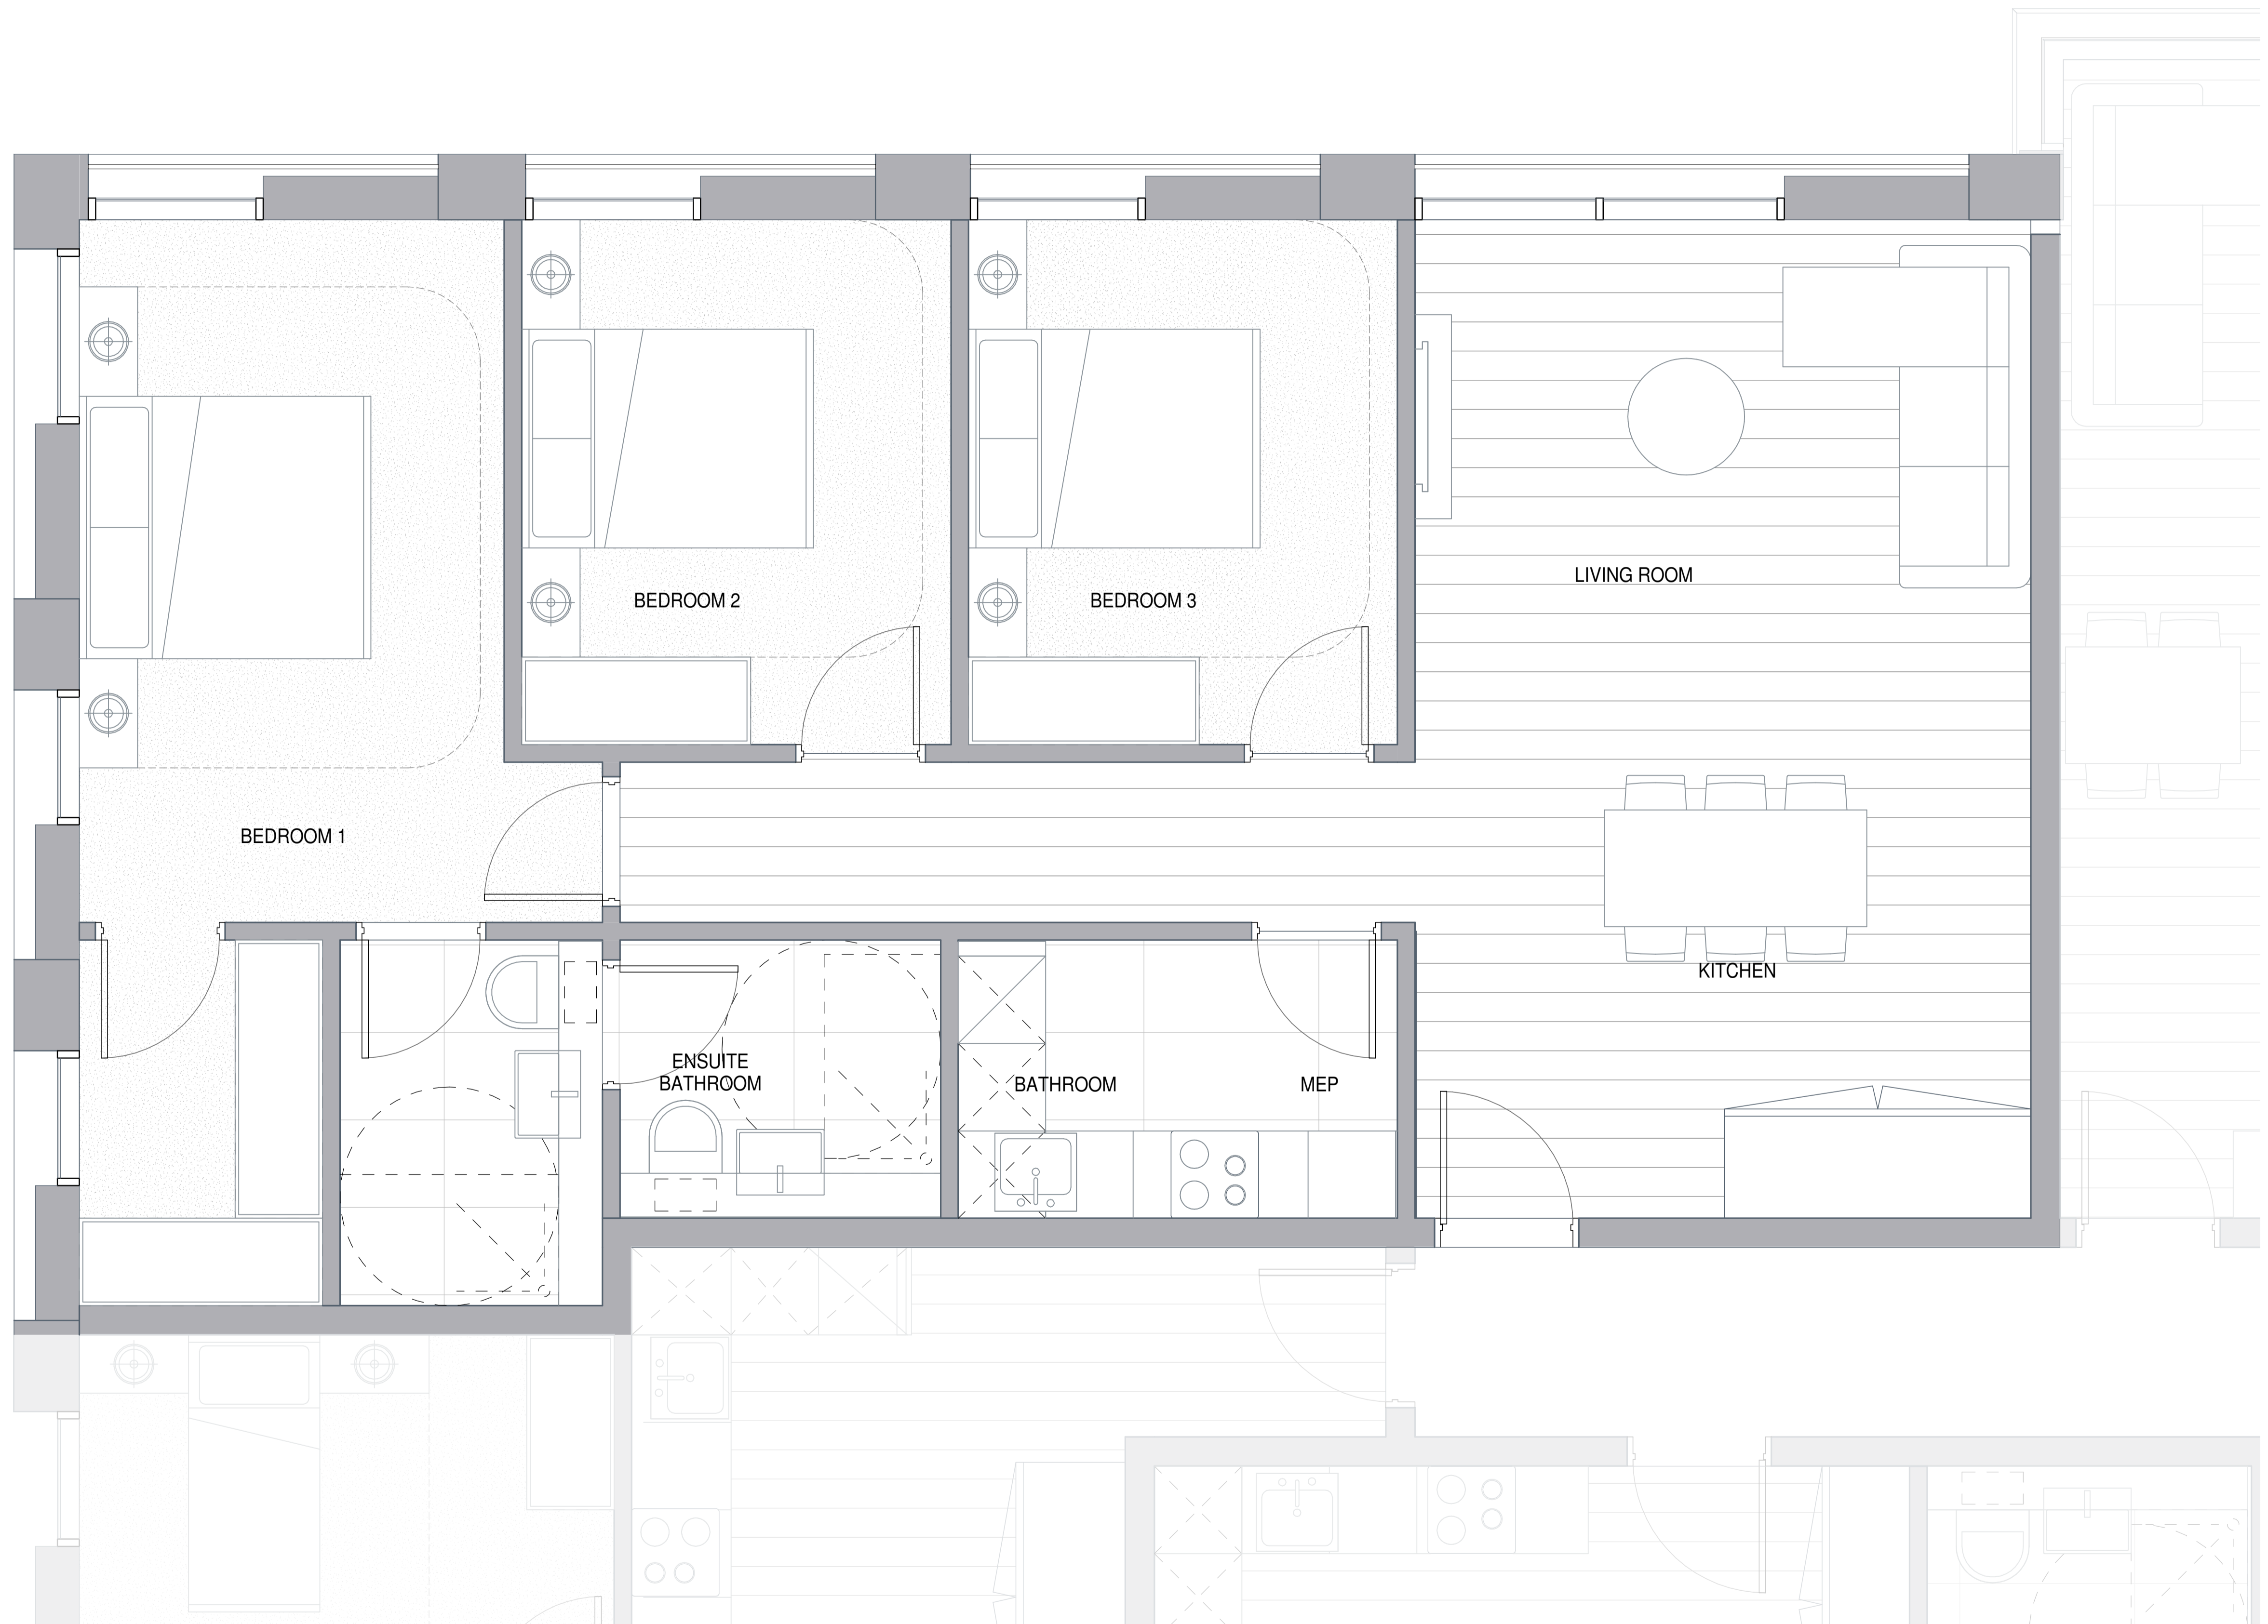 LIVING ROOM
BEDROOM 2
BEDROOM 3
BEDROOM 1
KITCHEN
ENSUITE
BATHROOM
BATHROOM
MEP